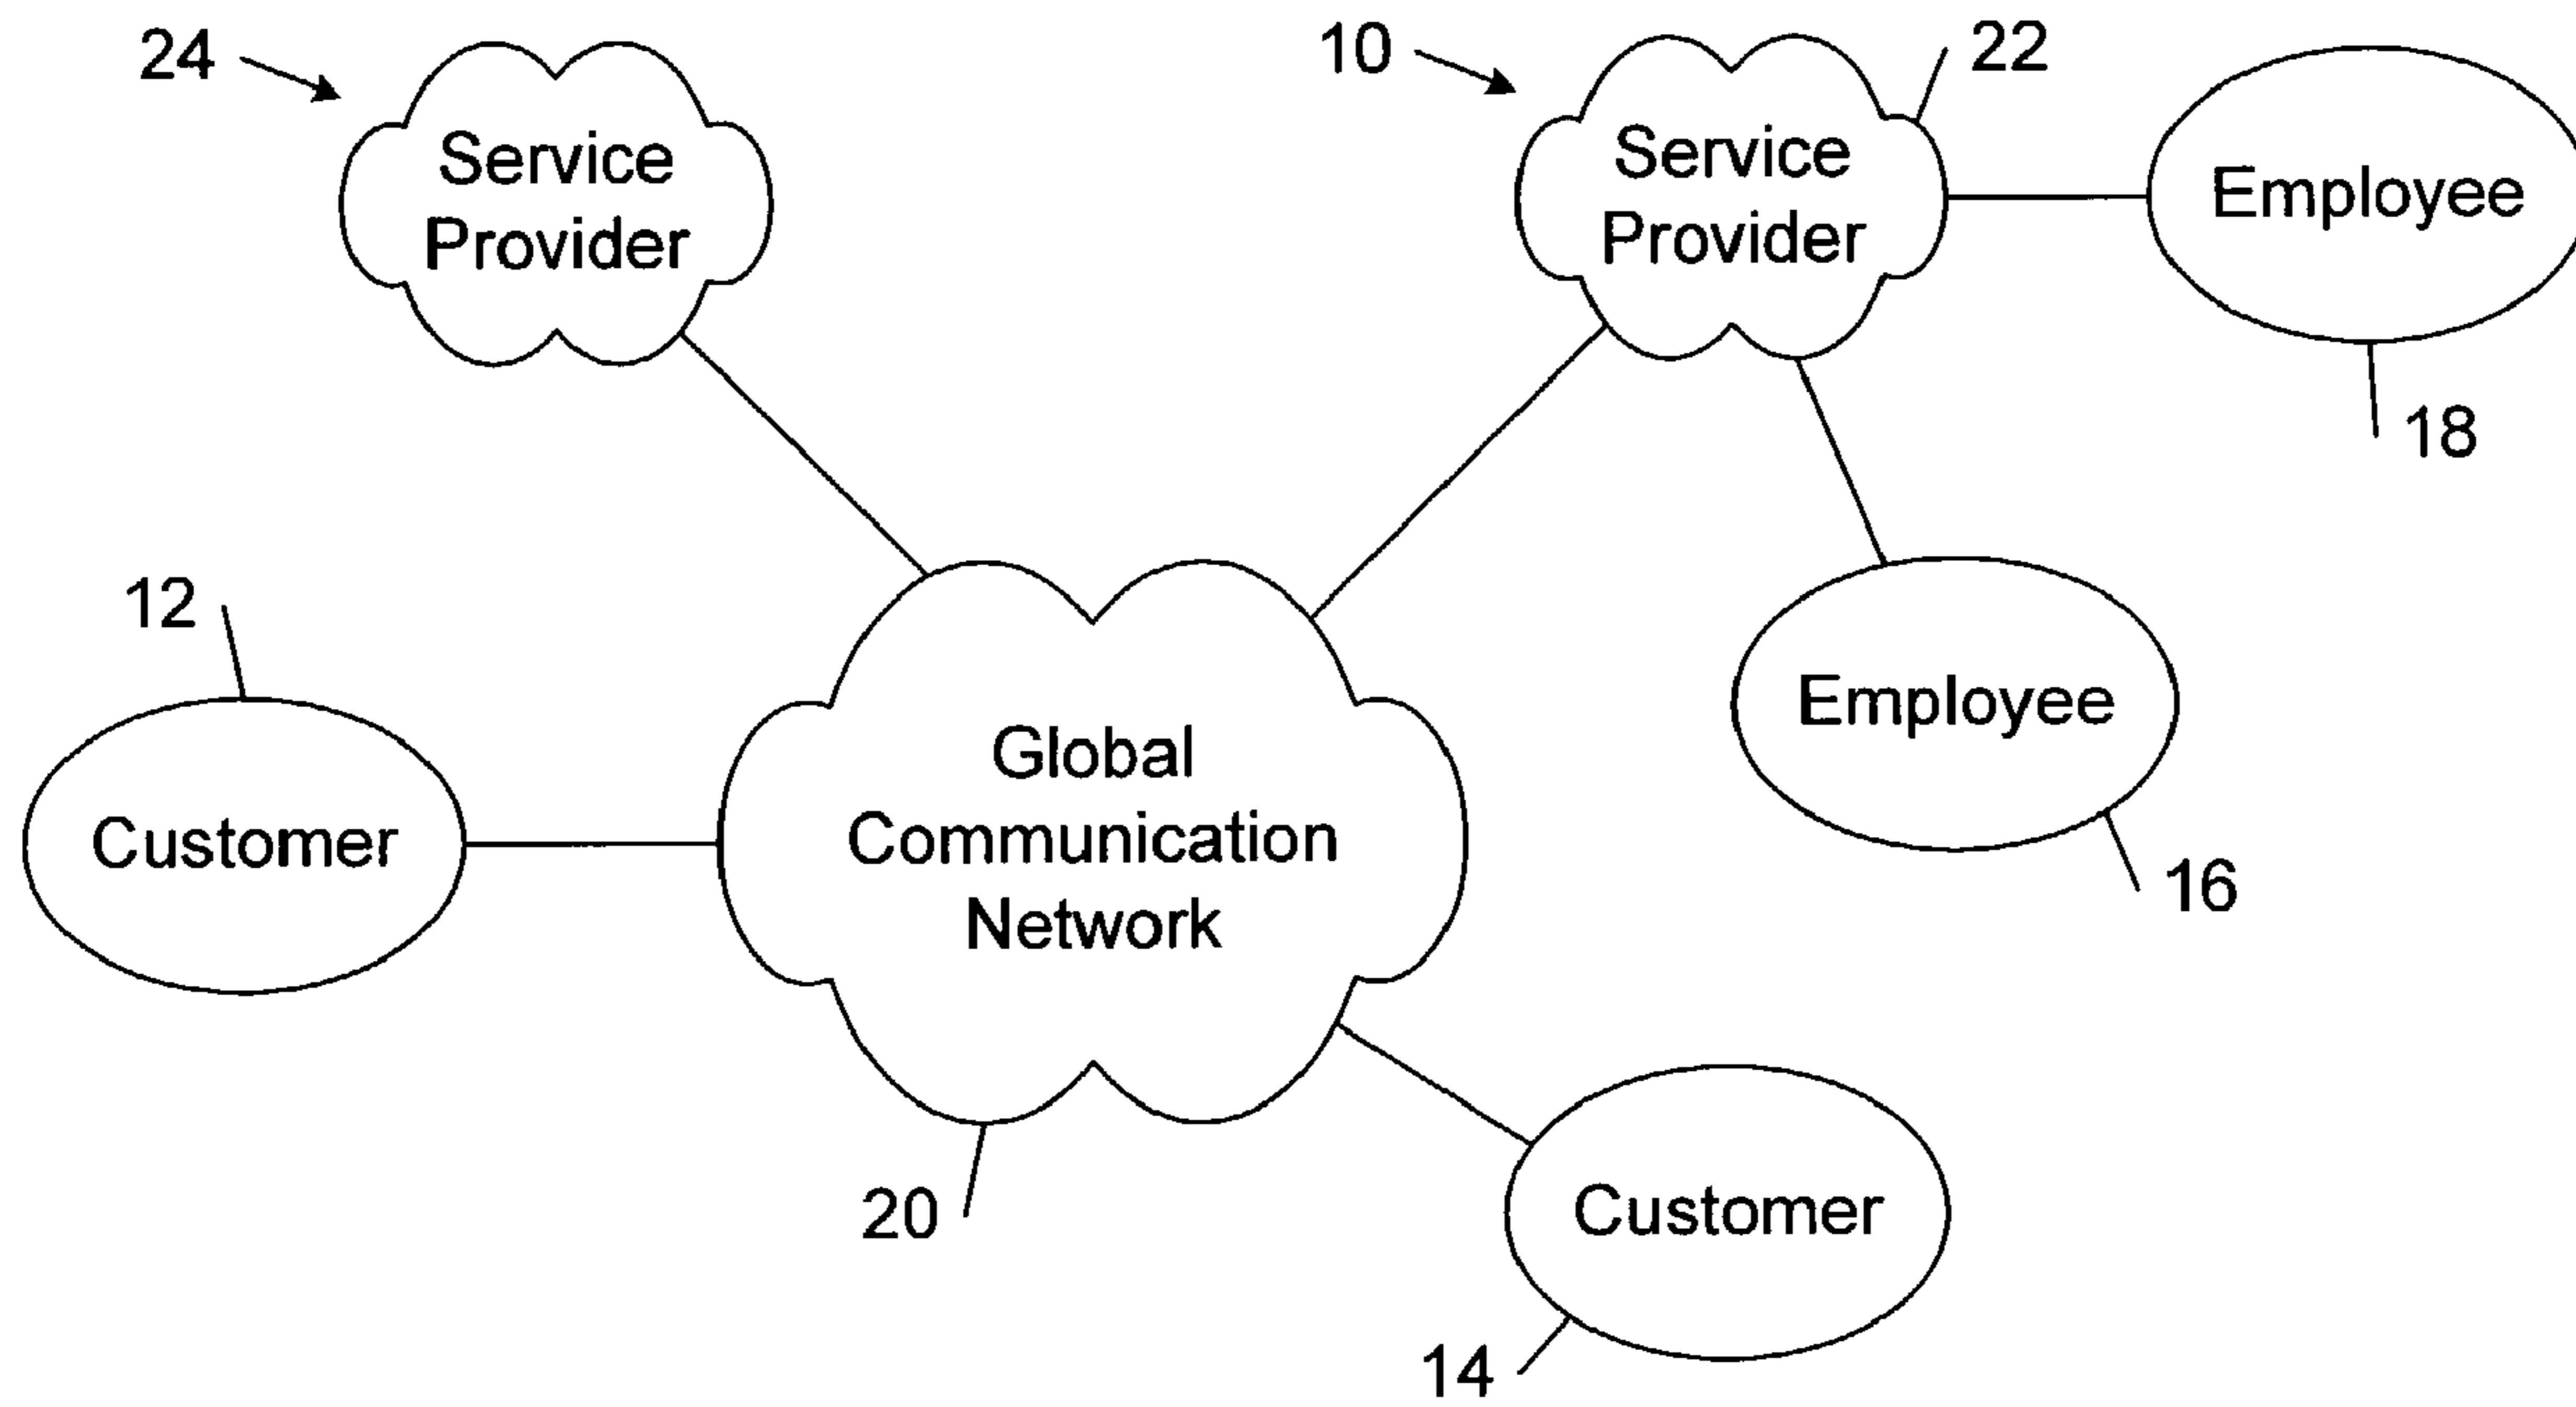 24
Service
Provider
10
Service
Provider
22
Employee
18
12
Customer
Global
Communication
Network
20
Employee
16
Customer
14